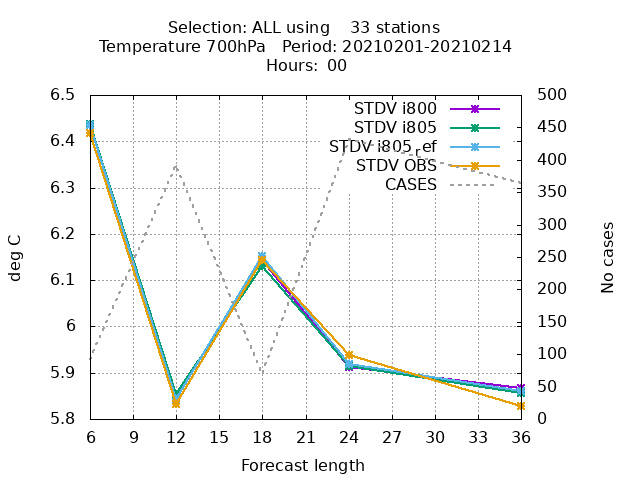 Selection: ALL using    33 stations
Temperature 700hPa   Period: 20210201-20210214
Hours: 00
STDV i800
STDV i805
STDV i805_ref
STDV OBS
CASES
6.5
6.4
6.3
6.2
6.1
6
5.9
5.8
deg C
500
450
400
350
300
250
200
150
100
50
0
No cases
6 9 12 15 18 21 24 27 30 33 36
Forecast length